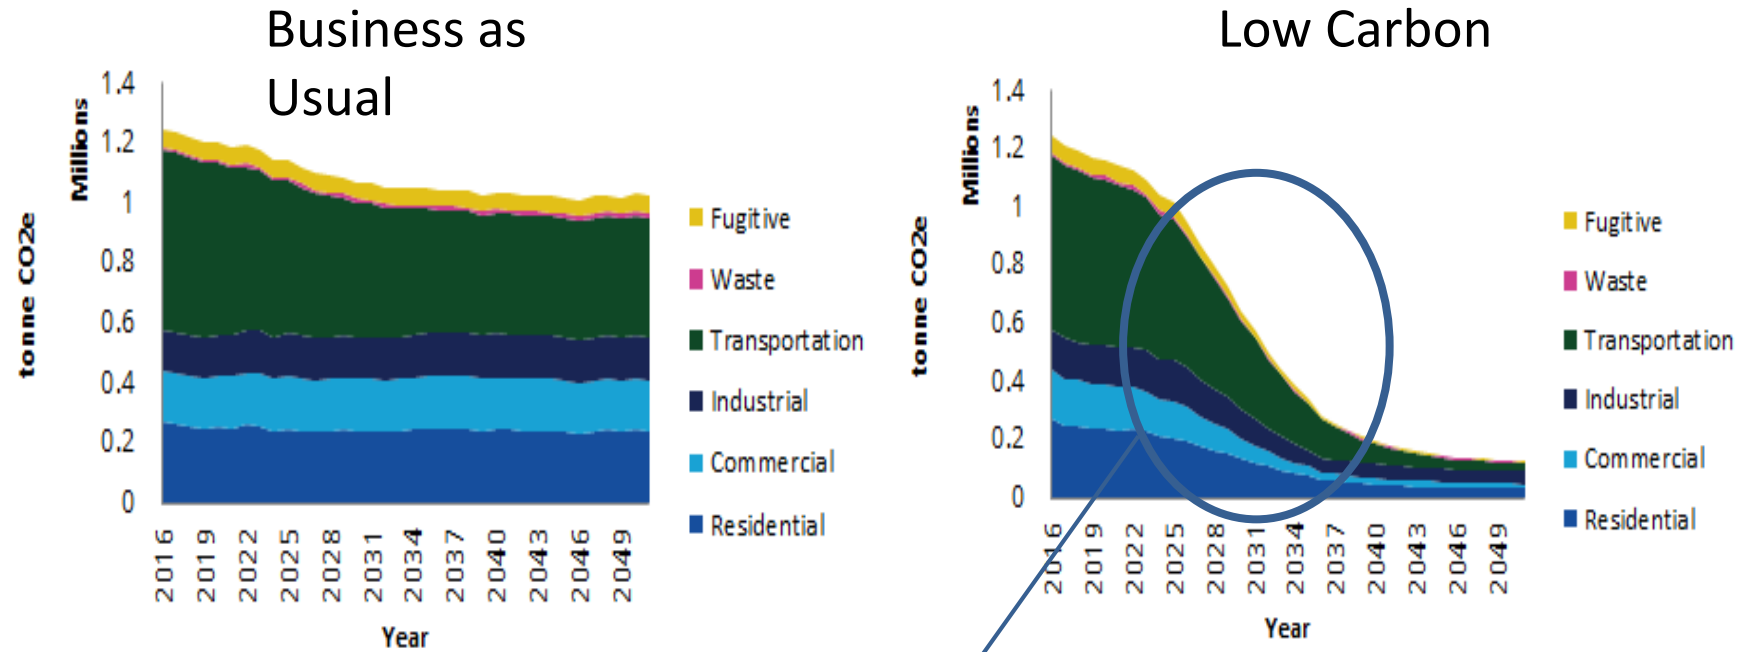 Business as
Usual
Millions
tonne CO2e
1.4
1.2
1
0.8
0.6
0.4
0.2
0
2016
2019
2022
2025
2028
2031
2034
2037
2040
2043
2046
2049
Year
Fugitive
Waste
Transportation
Industrial
Commercial
Residential
Low Carbon
Millions
tonne CO2e
1.4
1.2
1
0.8
0.6
0.4
0.2
0
2016
2019
2022
2025
2028
2031
2034
2037
2040
2043
2046
2049
Year
Fugitive
Waste
Transportation
Industrial
Commercial
Residential